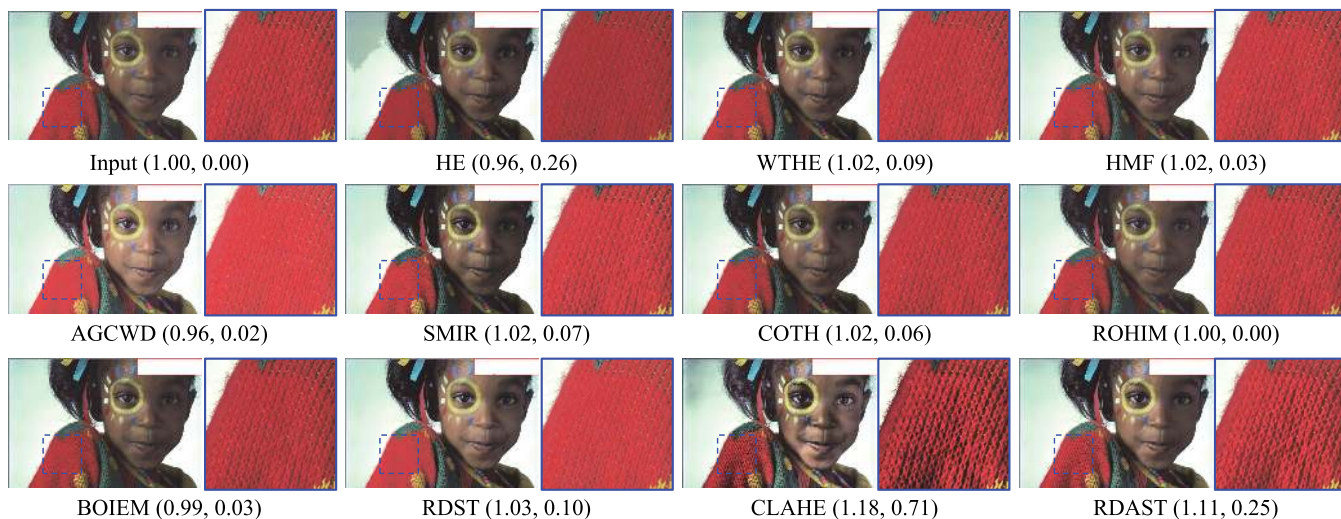 Input (1.00, 0.00)
HE (0.96, 0.26)
WTHE (1.02, 0.09)
HMF (1.02, 0.03)
AGCWD (0.96, 0.02)
SMIR (1.02, 0.07)
COTH (1.02, 0.06)
ROHIM (1.00, 0.00)
BOIEM (0.99, 0.03)
RDST (1.03, 0.10)
CLAHE (1.18, 0.71)
RDAST (1.11, 0.25)